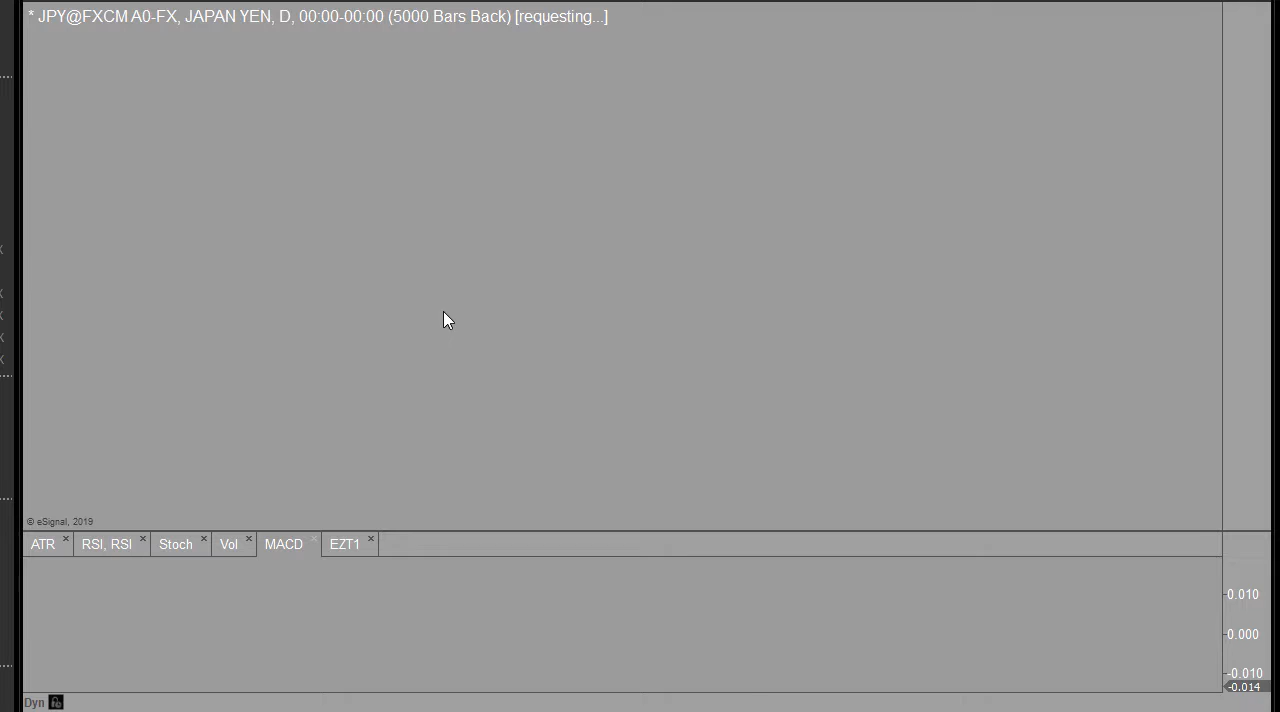 * JPY@FXCM A0-FX, JAPAN YEN, D, 00:00-00:00 (5000 Bars Back) [requesting...]
© eSignal, 2019
ATR RSI, RSI Stoch Vol MACD EZT1
0.010
0.000
-0.010
-0.014
Dyn